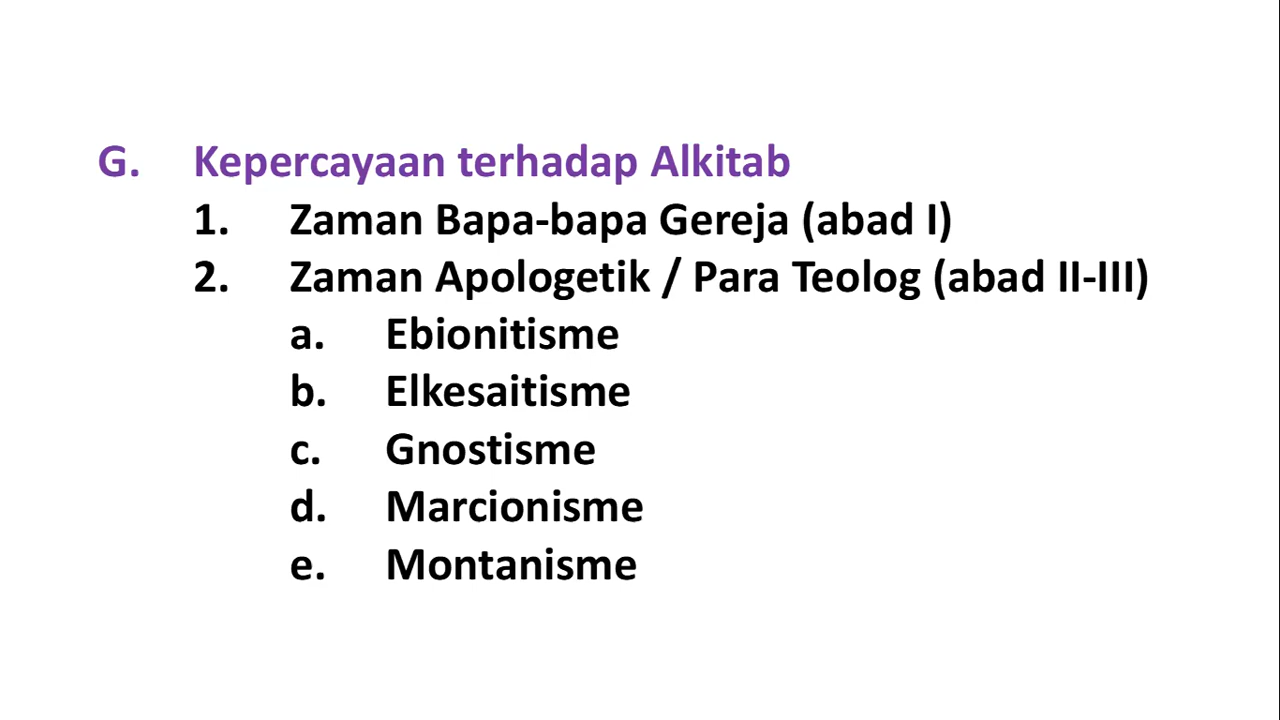 G. Kepercayaan terhadap Alkitab
1. Zaman Bapa-bapa Gereja (abad I)
2. Zaman Apologetik / Para Teolog (abad II-III)
a. Ebionitisme
b. Elkesaitisme
c. Gnostisme
d. Marcionisme
e. Montanisme